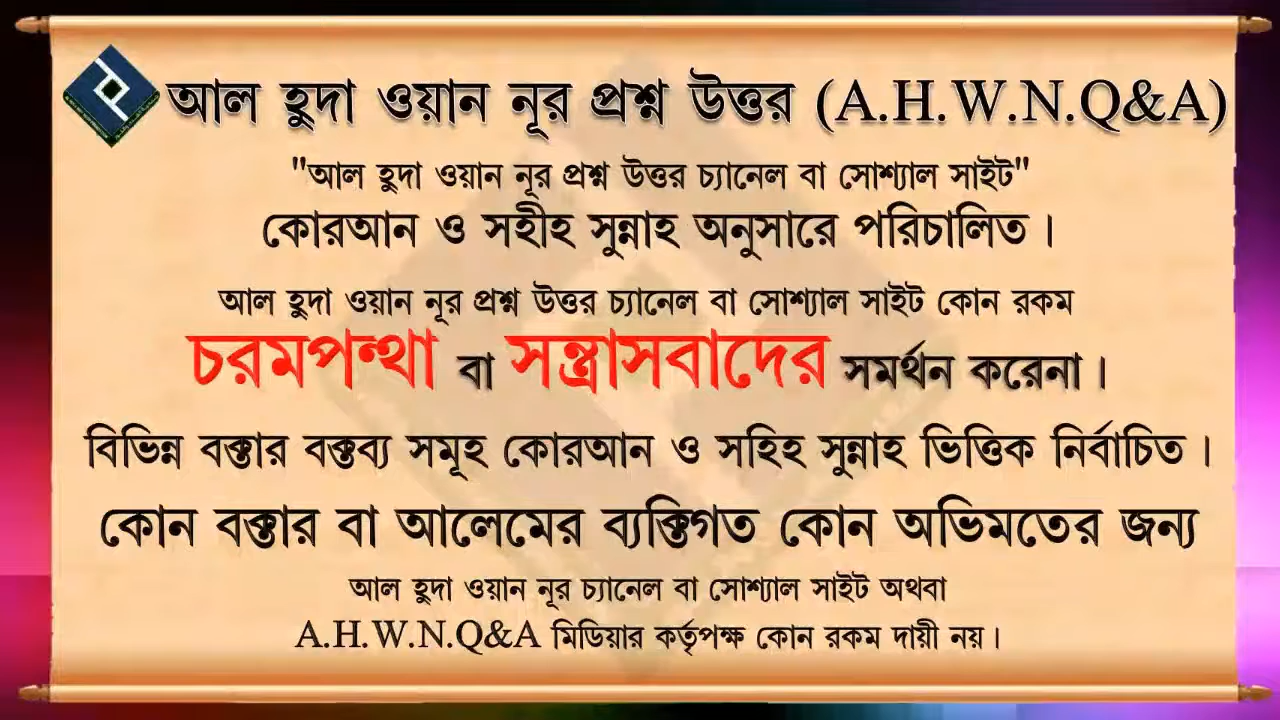 আল হুদা ওয়ান নূর প্রশ্ন উত্তর (A.H.W.N.Q&A)
"আল হুদা ওয়ান নূর প্রশ্ন উত্তর চ্যানেল বা সোশ্যাল সাইট"
কোরআন ও সহীহ সুন্নাহ অনুসারে পরিচালিত।
আল হুদা ওয়ান নূর প্রশ্ন উত্তর চ্যানেল বা সোশ্যাল সাইট কোন রকম
চরমপন্থা বা সন্ত্রাসবাদের সমর্থন করেনা।
বিভিন্ন বক্তার বক্তব্য সমূহ কোরআন ও সহিহ সুন্নাহ ভিত্তিক নির্বাচিত।
কোন বক্তার বা আলেমের ব্যক্তিগত কোন অভিমতের জন্য
আল হুদা ওয়ান নূর চ্যানেল বা সোশ্যাল সাইট অথবা
A.H.W.N.Q&A মিডিয়ার কর্তৃপক্ষ কোন রকম দায়ী নয়।